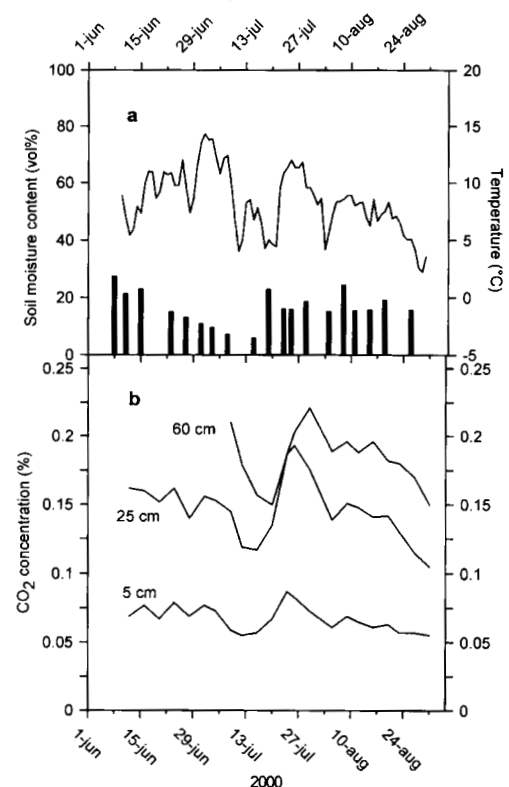 1-jun 15-jun 29-jun 13-jul 27-jul 10-aug 24-aug
100 20
a
80 15
60 10
Soil moisture content (vol%)
Temperature (°C)
40 5
20 0
0 -5
0.25 0.25
b
60 cm
0.2 0.2
25 cm
0.15 0.15
CO2 concentration (%)
0.1 0.1
5 cm
0.05 0.05
0 0
1-jun 15-jun 29-jun 13-jul 27-jul 10-aug 24-aug
2000